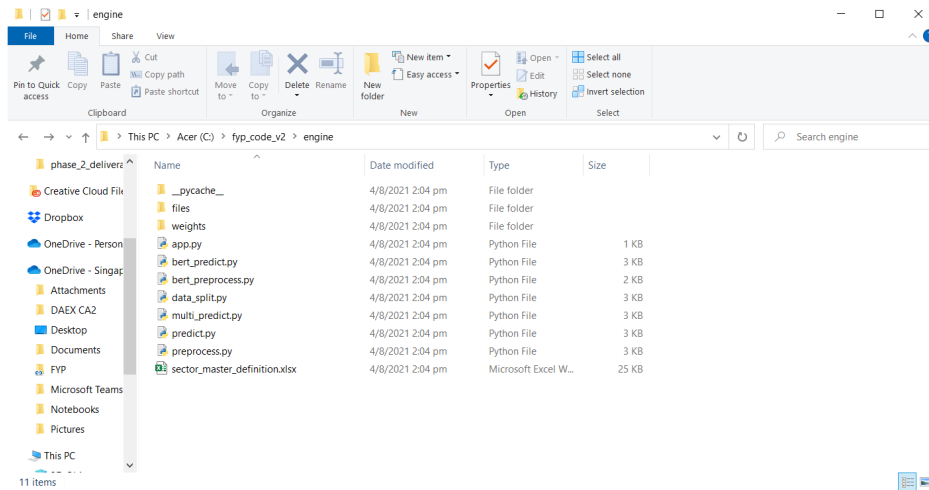 engine
File Home Share View
Pin to Quick access
Copy
Paste
Cut
Copy path
Paste shortcut
Clipboard
Move to
Copy to
Delete
Rename
Organize
New folder
New item
Easy access
New
Properties
Open
Edit
History
Open
Select all
Select none
Invert selection
Select
This PC > Acer (C:) > fyp_code_v2 > engine
Search engine
phase_2_delivera
Creative Cloud File
Dropbox
OneDrive - Person
OneDrive - Singap
Attachments
DAEX CA2
Desktop
Documents
FYP
Microsoft Teams
Notebooks
Pictures
This PC
Name Date modified Type Size
__pycache__ 4/8/2021 2:04 pm File folder
files 4/8/2021 2:04 pm File folder
weights 4/8/2021 2:04 pm File folder
app.py 4/8/2021 2:04 pm Python File 1 KB
bert_predict.py 4/8/2021 2:04 pm Python File 3 KB
bert_preprocess.py 4/8/2021 2:04 pm Python File 2 KB
data_split.py 4/8/2021 2:04 pm Python File 3 KB
multi_predict.py 4/8/2021 2:04 pm Python File 3 KB
predict.py 4/8/2021 2:04 pm Python File 3 KB
preprocess.py 4/8/2021 2:04 pm Python File 3 KB
sector_master_definition.xlsx 4/8/2021 2:04 pm Microsoft Excel W... 25 KB
11 items